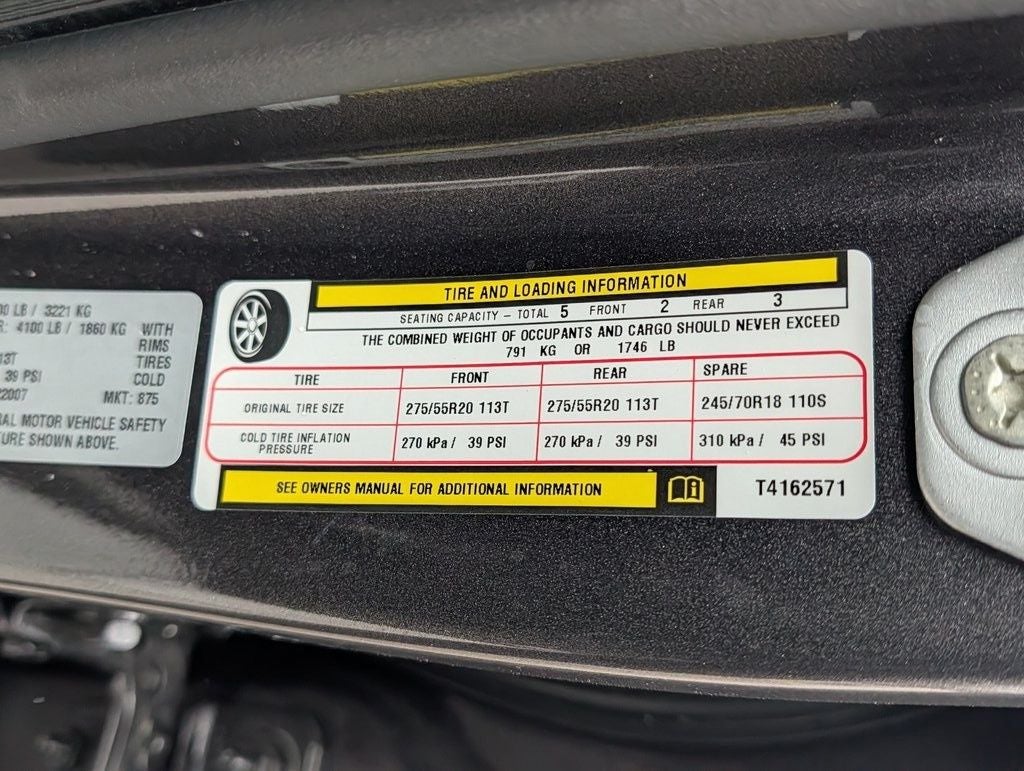 LB / 3221 KG
R: 4100 LB / 1860 KG WITH
RIMS
13T TIRES
39 PSI COLD
22007 MKT: 875
MOTOR VEHICLE SAFETY
SHOWN ABOVE.
TIRE AND LOADING INFORMATION
SEATING CAPACITY – TOTAL 5 FRONT 2 REAR 3
THE COMBINED WEIGHT OF OCCUPANTS AND CARGO SHOULD NEVER EXCEED
791 KG OR 1746 LB
TIRE FRONT REAR SPARE
ORIGINAL TIRE SIZE 275/55R20 113T 275/55R20 113T 245/70R18 110S
COLD TIRE INFLATION PRESSURE 270 kPa / 39 PSI 270 kPa / 39 PSI 310 kPa / 45 PSI
SEE OWNERS MANUAL FOR ADDITIONAL INFORMATION
T4162571